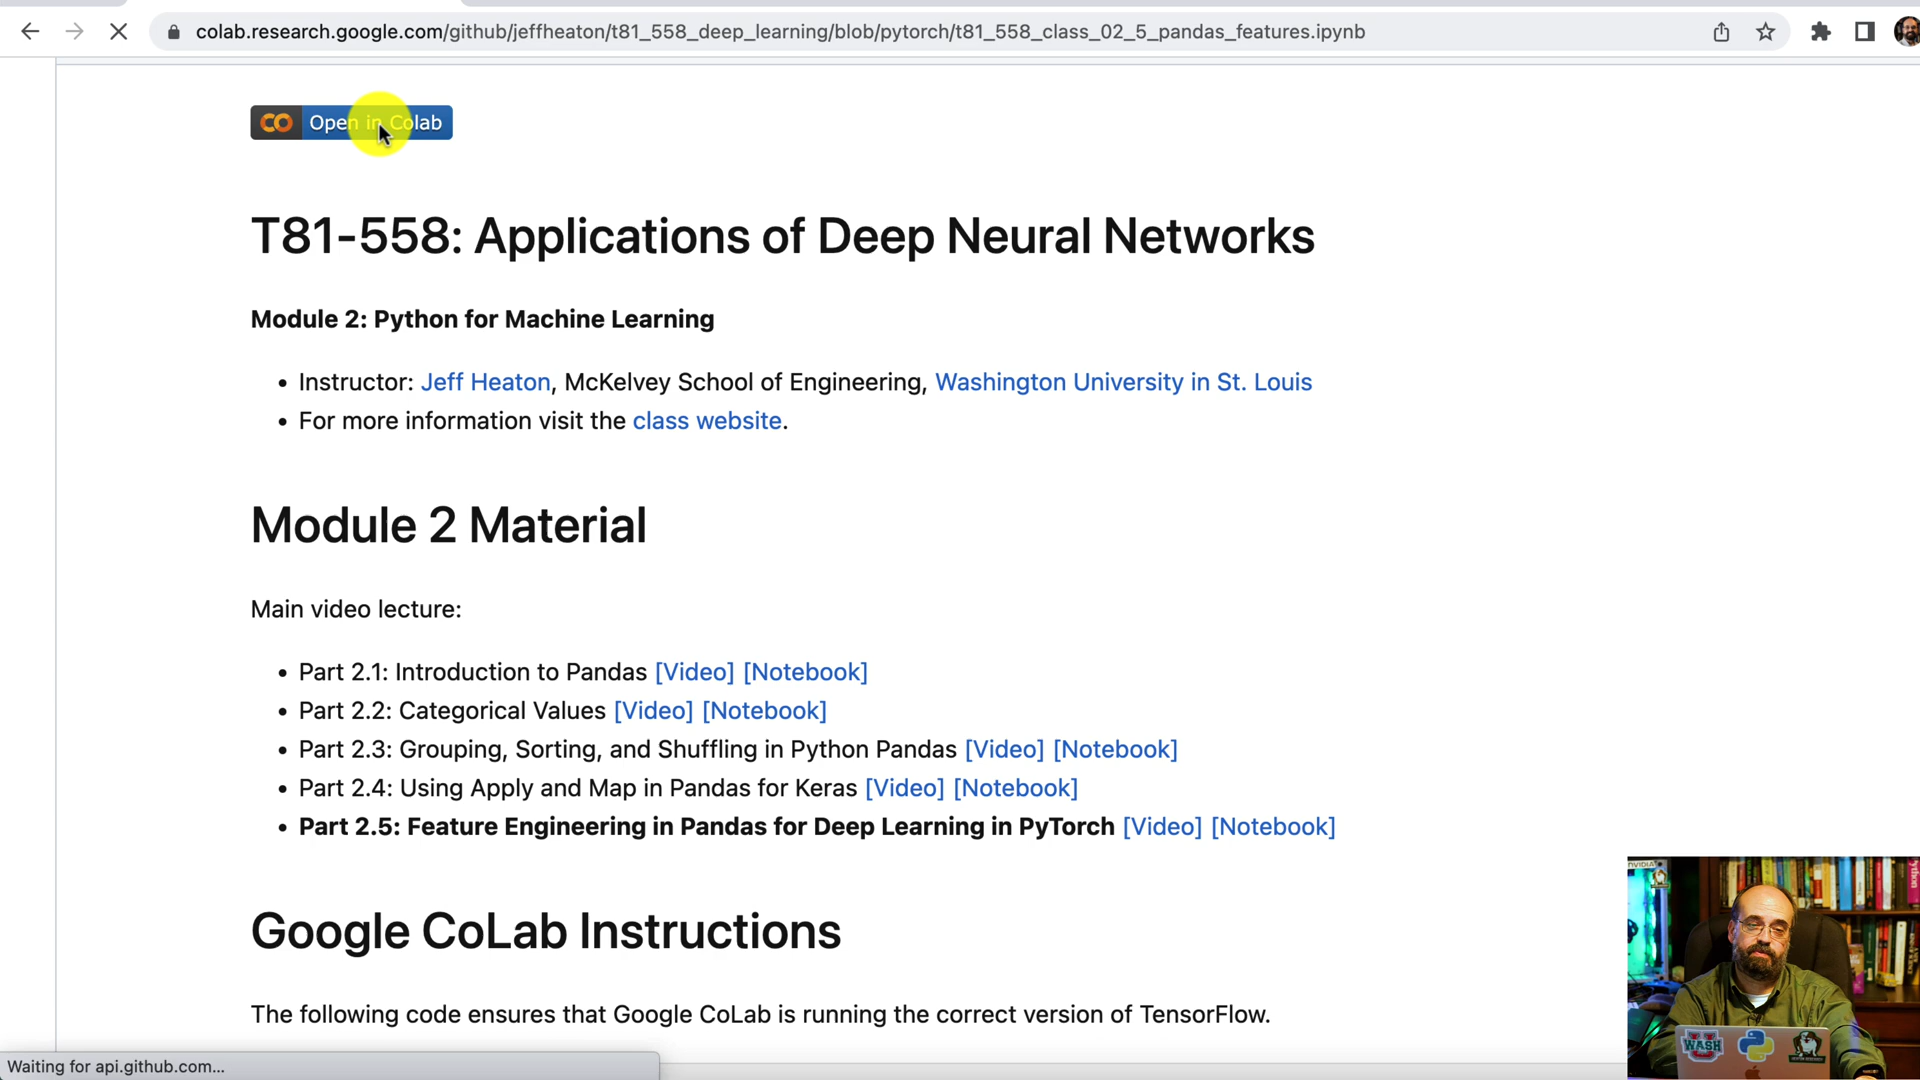 colab.research.google.com/github/jeffheaton/t81_558_deep_learning/blob/pytorch/t81_558_class_02_5_pandas_features.ipynb
CO Open in Colab
T81-558: Applications of Deep Neural Networks
Module 2: Python for Machine Learning
• Instructor: Jeff Heaton, McKelvey School of Engineering, Washington University in St. Louis
• For more information visit the class website.
Module 2 Material
Main video lecture:
• Part 2.1: Introduction to Pandas [Video] [Notebook]
• Part 2.2: Categorical Values [Video] [Notebook]
• Part 2.3: Grouping, Sorting, and Shuffling in Python Pandas [Video] [Notebook]
• Part 2.4: Using Apply and Map in Pandas for Keras [Video] [Notebook]
• Part 2.5: Feature Engineering in Pandas for Deep Learning in PyTorch [Video] [Notebook]
Google CoLab Instructions
The following code ensures that Google CoLab is running the correct version of TensorFlow.
NVIDIA
WASH
Waiting for api.github.com...